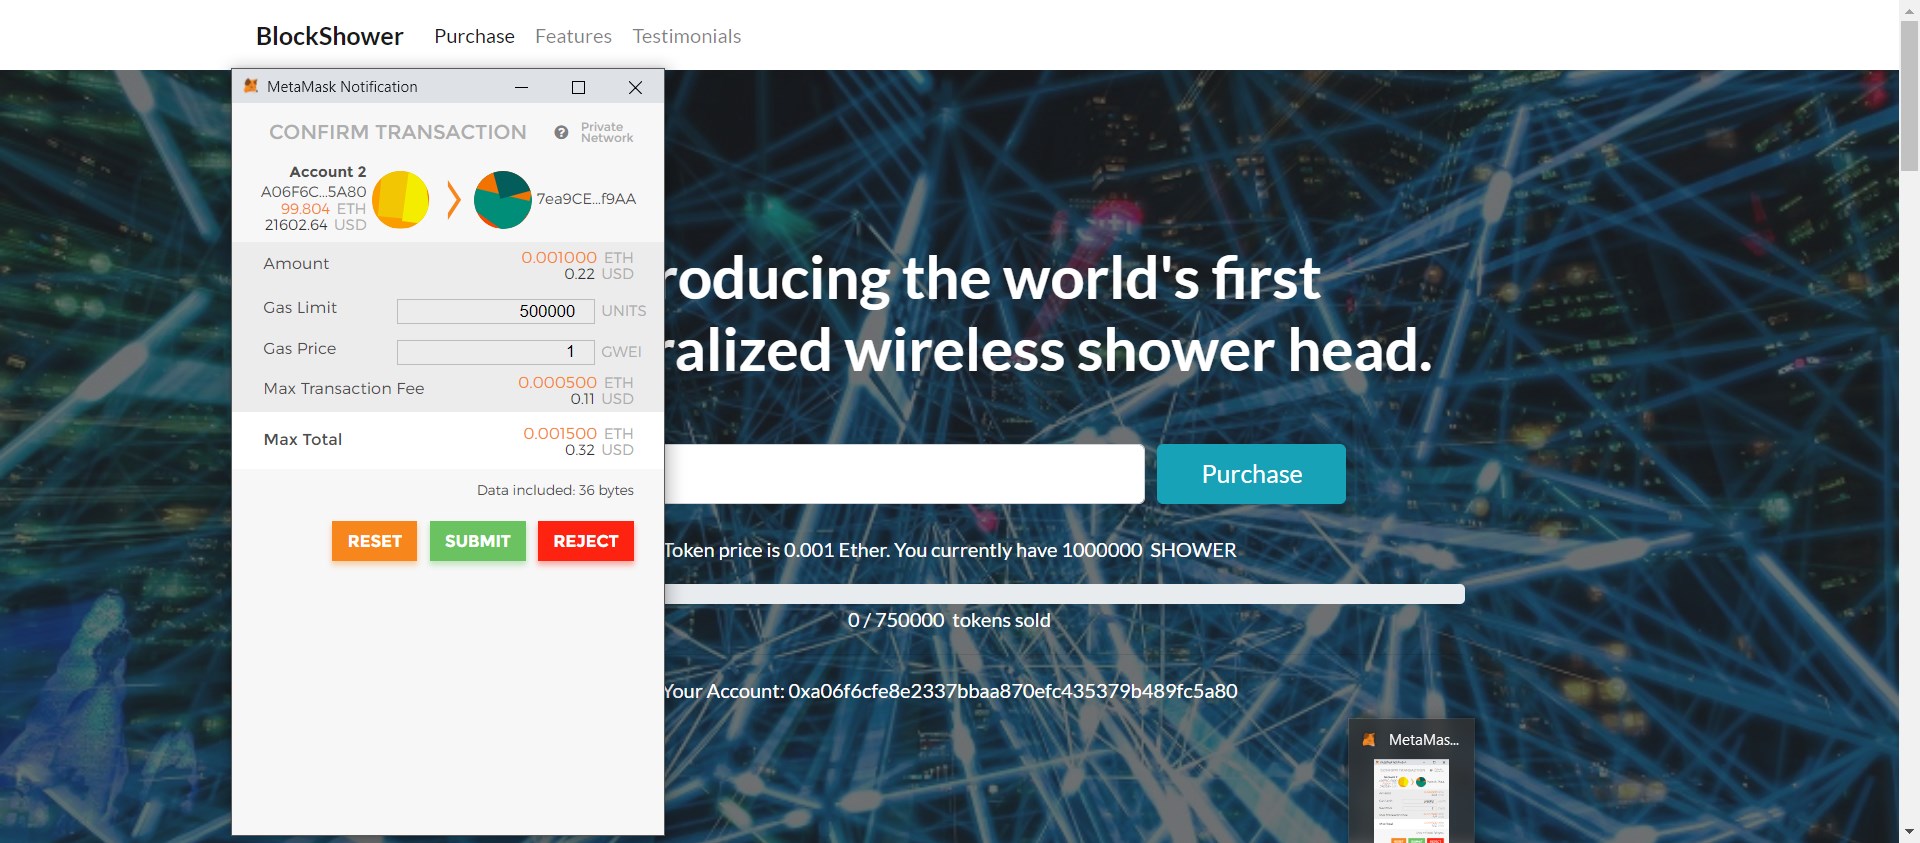 BlockShower Purchase Features Testimonials
MetaMask Notification
CONFIRM TRANSACTION
? Private
Network
Account 2
A06F6C...5A80
99.804 ETH
21602.64 USD
7ea9CE...f9AA
Amount 0.001000 ETH
0.22 USD
Gas Limit 500000 UNITS
Gas Price 1 GWEI
Max Transaction Fee 0.000500 ETH
0.11 USD
Max Total 0.001500 ETH
0.32 USD
Data included: 36 bytes
RESET SUBMIT REJECT
roducing the world's first
ralized wireless shower head.
Purchase
Token price is 0.001 Ether. You currently have 1000000 SHOWER
0 / 750000 tokens sold
Your Account: 0xa06f6cfe8e2337bbaa870efc435379b489fc5a80
MetaMas...